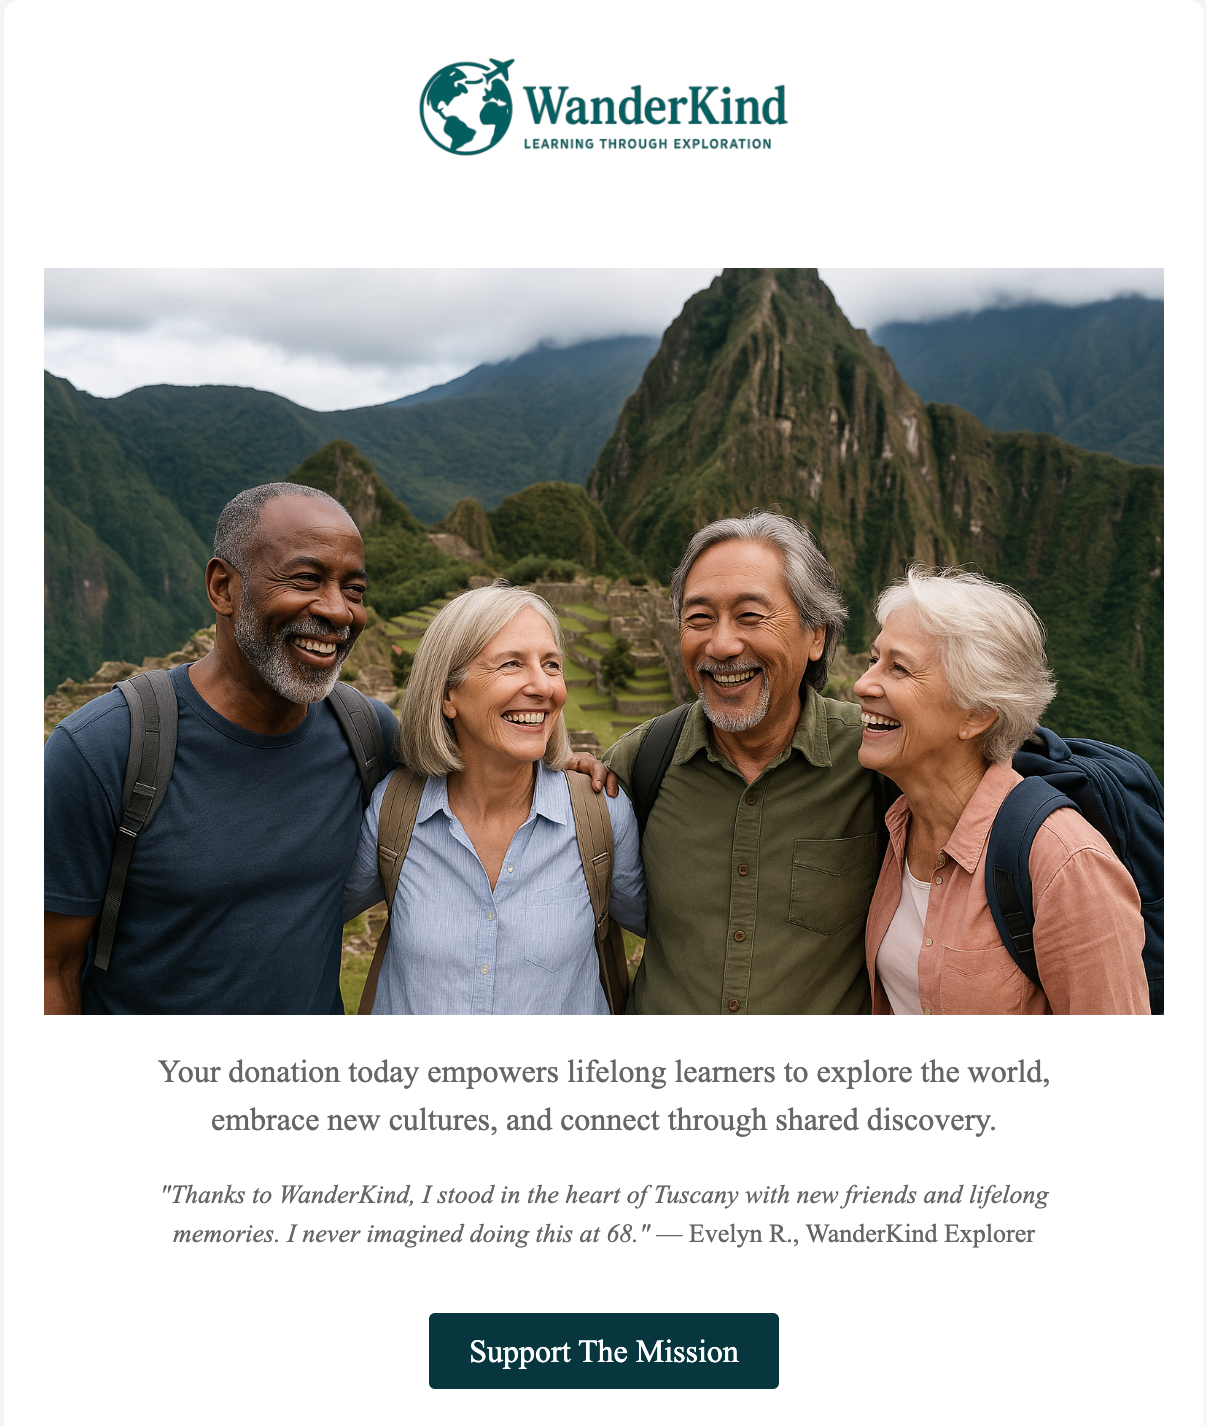 WanderKind
LEARNING THROUGH EXPLORATION
Your donation today empowers lifelong learners to explore the world,
embrace new cultures, and connect through shared discovery.
"Thanks to WanderKind, I stood in the heart of Tuscany with new friends and lifelong
memories. I never imagined doing this at 68." — Evelyn R., WanderKind Explorer
Support The Mission